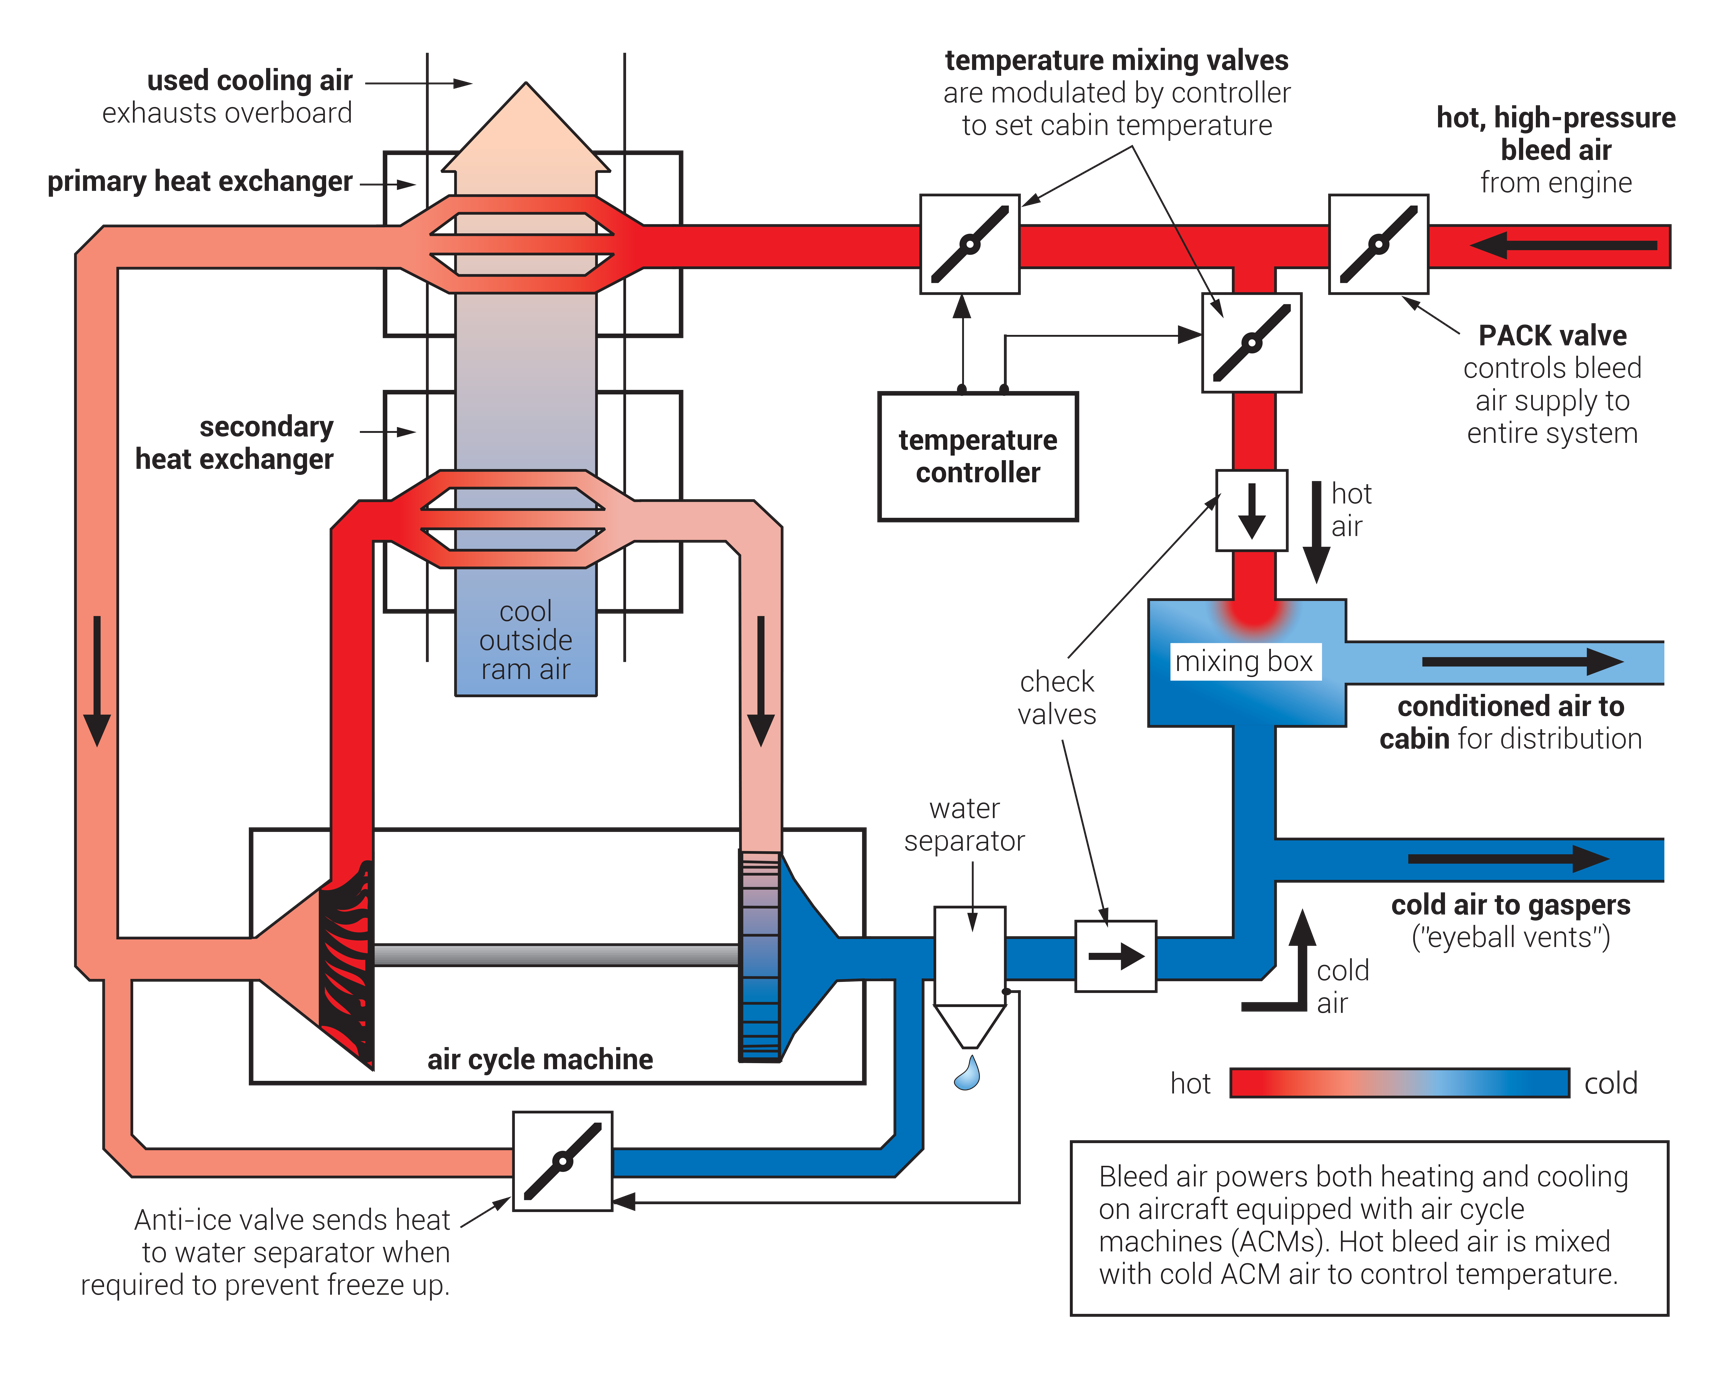 used cooling air
exhausts overboard
primary heat exchanger
secondary
heat exchanger
cool
outside
ram air
temperature mixing valves
are modulated by controller
to set cabin temperature
hot, high-pressure
bleed air
from engine
PACK valve
controls bleed
air supply to
entire system
temperature
controller
hot
air
check
valves
mixing box
conditioned air to
cabin for distribution
water
separator
cold air to gaspers
("eyeball vents")
cold
air
air cycle machine
hot
cold
Anti-ice valve sends heat
to water separator when
required to prevent freeze up.
Bleed air powers both heating and cooling
on aircraft equipped with air cycle
machines (ACMs). Hot bleed air is mixed
with cold ACM air to control temperature.